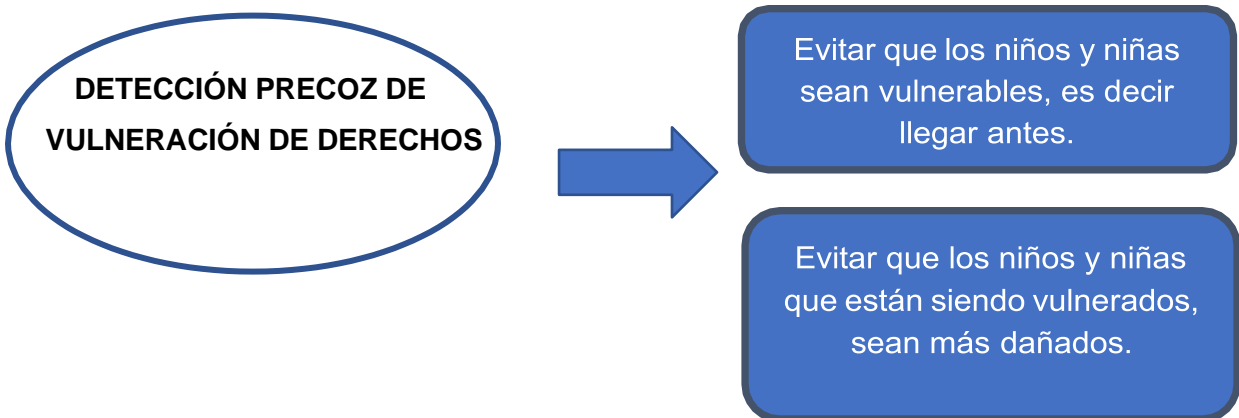 DETECCIÓN PRECOZ DE
VULNERACIÓN DE DERECHOS
Evitar que los niños y niñas
sean vulnerables, es decir
llegar antes.
Evitar que los niños y niñas
que están siendo vulnerados,
sean más dañados.